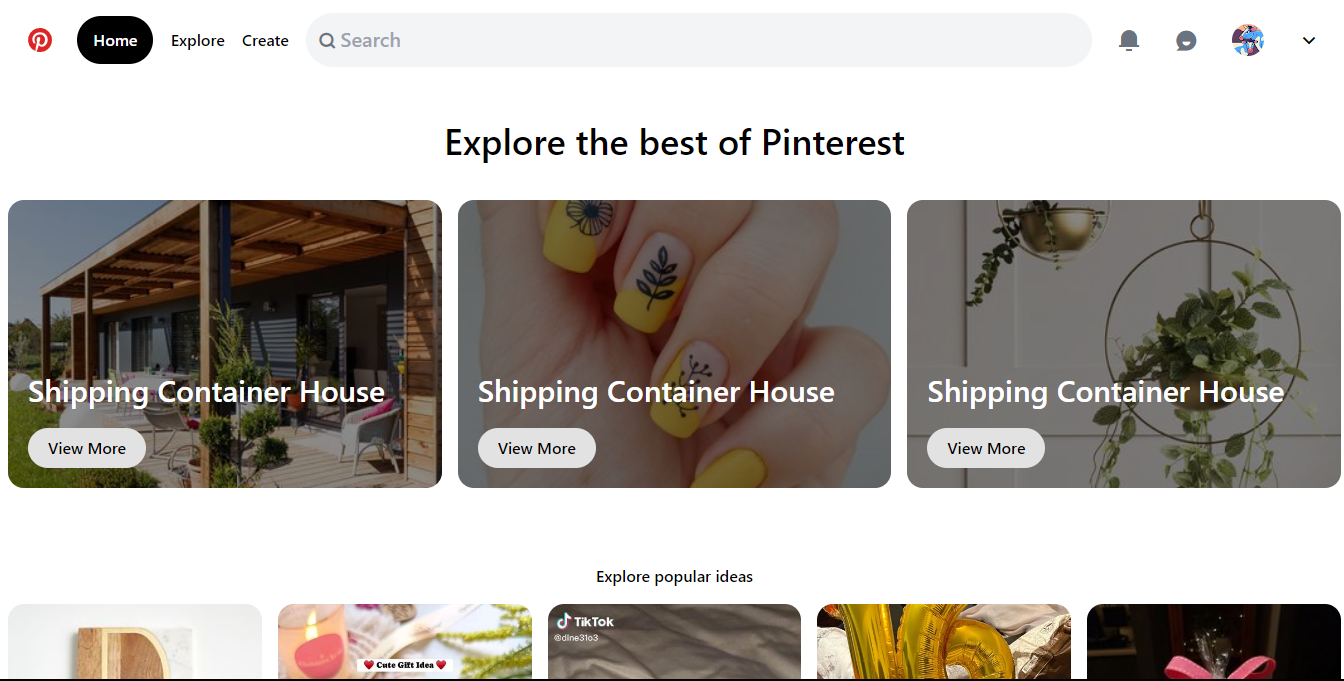 Home
Explore
Create
Search
Explore the best of Pinterest
Shipping Container House
View More
Shipping Container House
View More
Shipping Container House
View More
Explore popular ideas
TikTok
@dine31o3
Cute Gift Idea